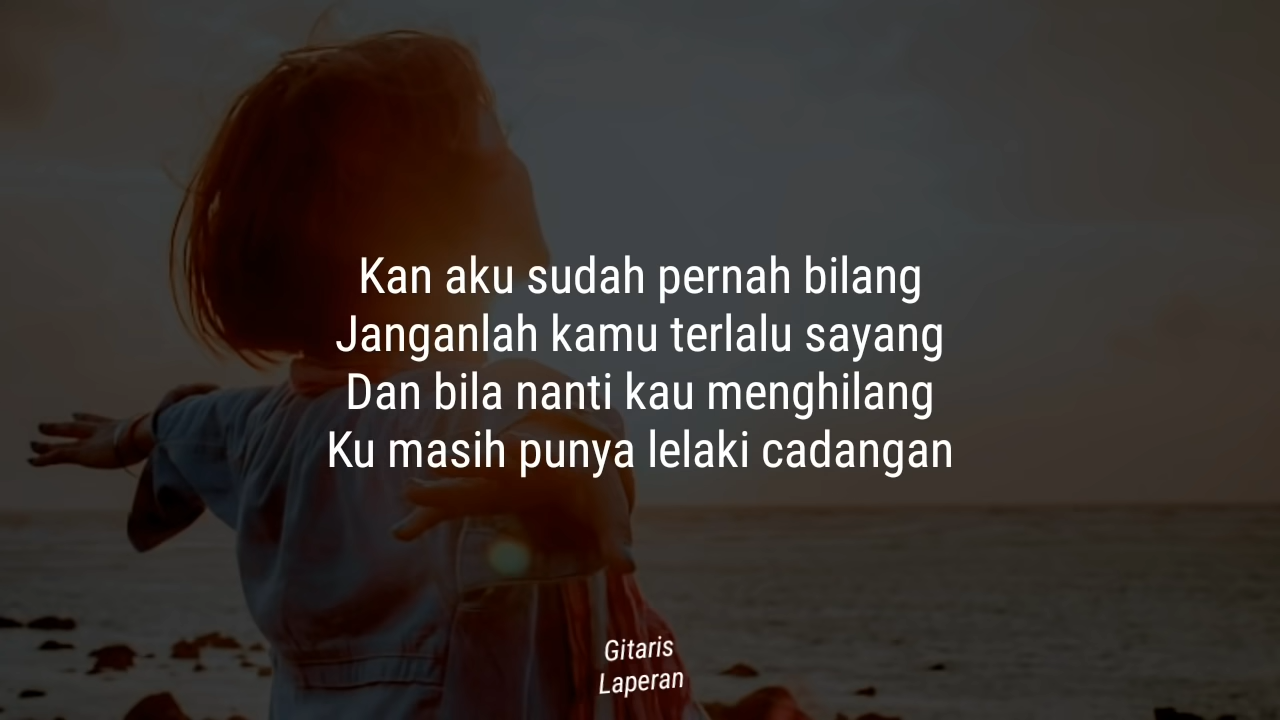 Kan aku sudah pernah bilang
Janganlah kamu terlalu sayang
Dan bila nanti kau menghilang
Ku masih punya lelaki cadangan
Gitaris
Laperan